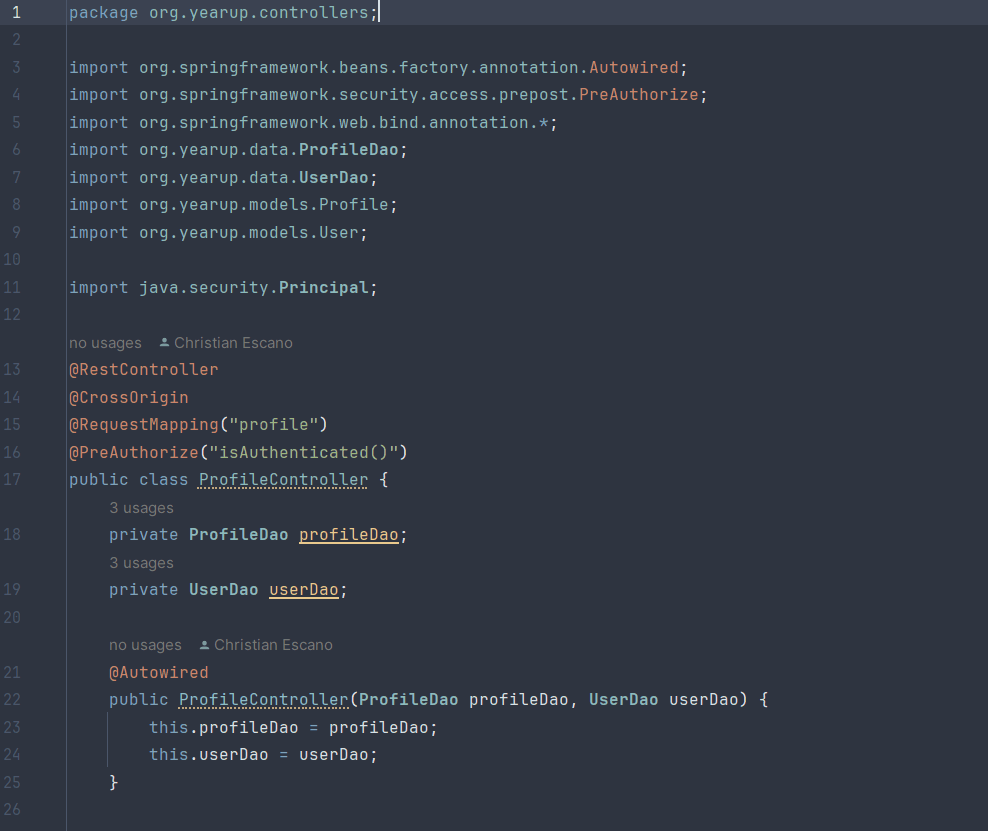 1 package org.yearup.controllers;
2
3 import org.springframework.beans.factory.annotation.Autowired;
4 import org.springframework.security.access.prepost.PreAuthorize;
5 import org.springframework.web.bind.annotation.*;
6 import org.yearup.data.ProfileDao;
7 import org.yearup.data.UserDao;
8 import org.yearup.models.Profile;
9 import org.yearup.models.User;
10
11 import java.security.Principal;
12
no usages Christian Escano
13 @RestController
14 @CrossOrigin
15 @RequestMapping("profile")
16 @PreAuthorize("isAuthenticated()")
17 public class ProfileController {
3 usages
18 private ProfileDao profileDao;
3 usages
19 private UserDao userDao;
20
no usages Christian Escano
21 @Autowired
22 public ProfileController(ProfileDao profileDao, UserDao userDao) {
23 this.profileDao = profileDao;
24 this.userDao = userDao;
25 }
26